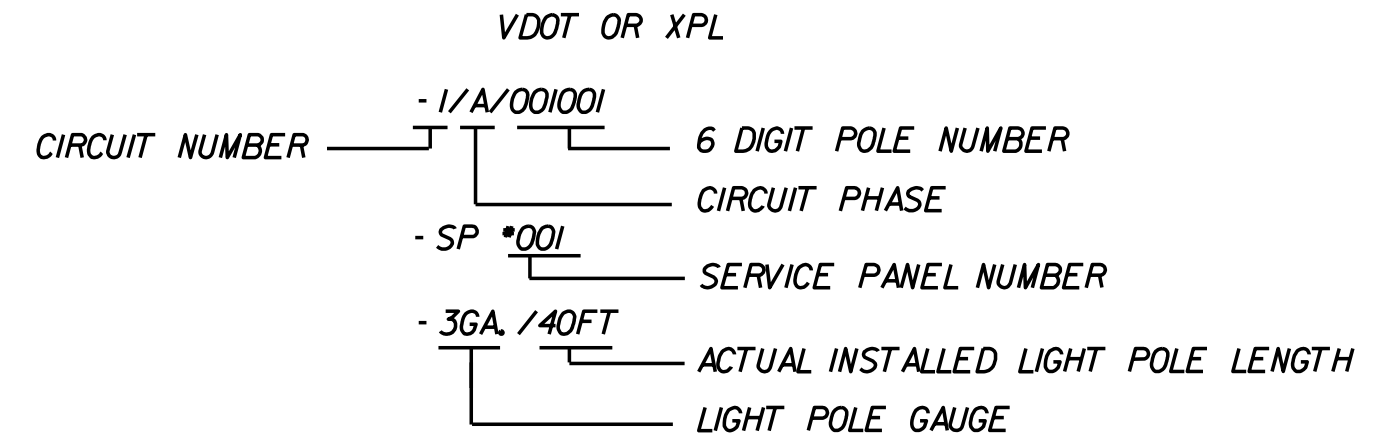 VDOT OR XPL
- 1/A/001001
CIRCUIT NUMBER
6 DIGIT POLE NUMBER
CIRCUIT PHASE
- SP #001
SERVICE PANEL NUMBER
- 3GA. /40FT
ACTUAL INSTALLED LIGHT POLE LENGTH
LIGHT POLE GAUGE